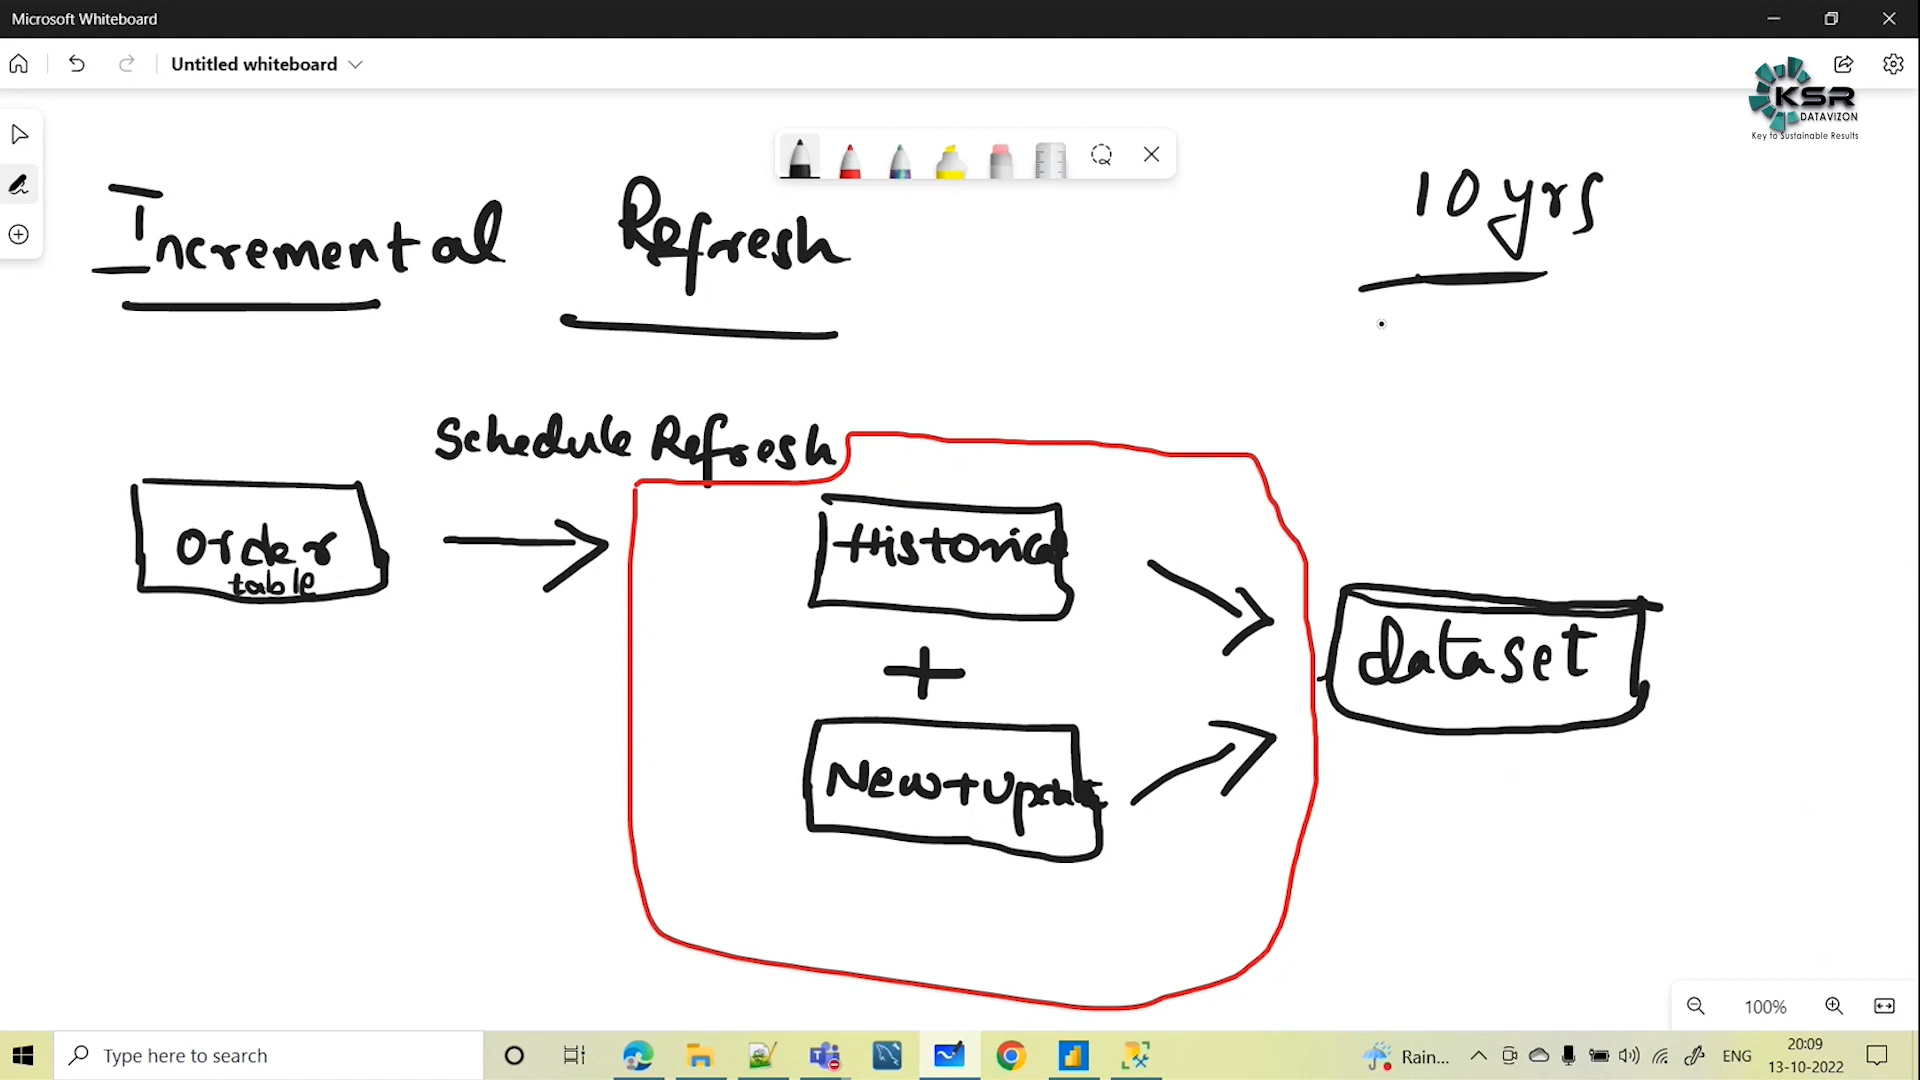 Microsoft Whiteboard
Untitled whiteboard
KSR
DATAVIZON
Key to Sustainable Results
Incremental Refresh
10 yrs
Schedule Refresh
Order
table
Historical
+
New+Update
dataset
100%
Type here to search
Rain...
ENG
20:09
13-10-2022